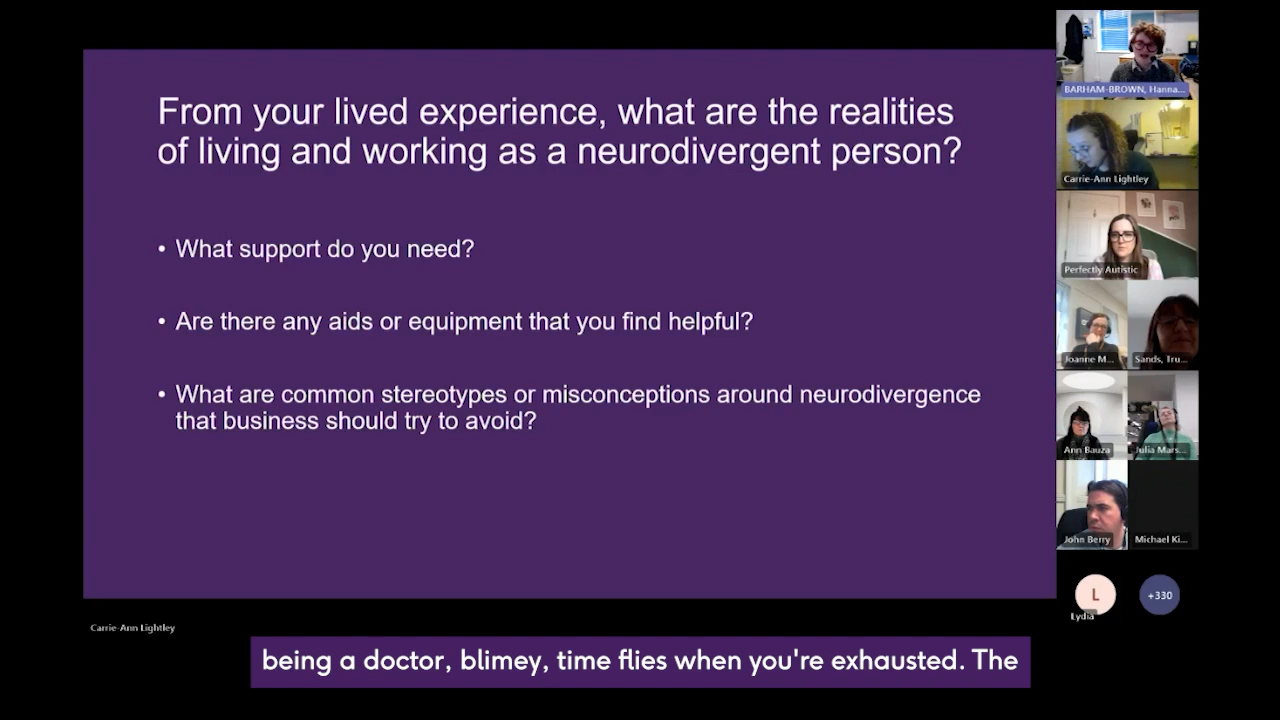 From your lived experience, what are the realities
of living and working as a neurodivergent person?
• What support do you need?
• Are there any aids or equipment that you find helpful?
• What are common stereotypes or misconceptions around neurodivergence
that business should try to avoid?
BARHAM-BROWN, Hanna...
Carrie-Ann Lightley
Perfectly Autistic
Joanne M...
Sands, Tru...
Ann Bauza
Julia Mars...
John Berry
Michael Ki...
L
Lydia
+330
Carrie-Ann Lightley
being a doctor, blimey, time flies when you're exhausted. The